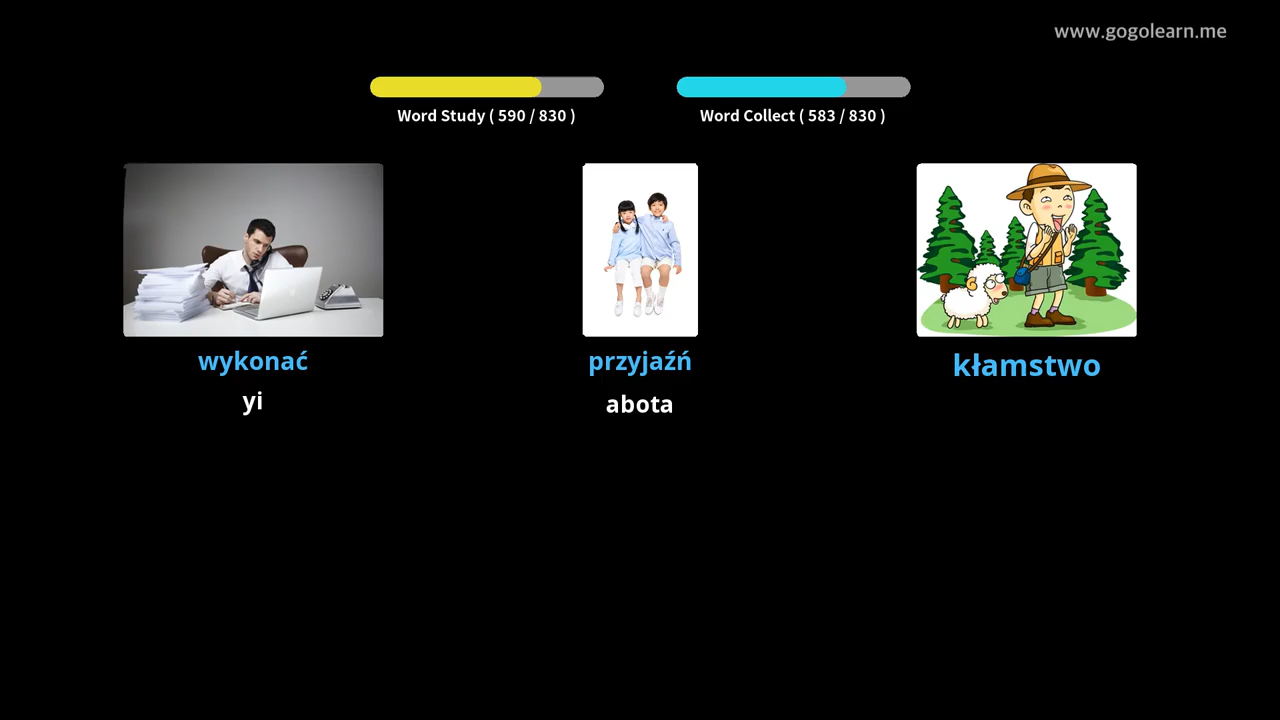 www.gogolearn.me
Word Study ( 590 / 830 )
Word Collect ( 583 / 830 )
wykonać
przyjaźń
kłamstwo
yi
abota